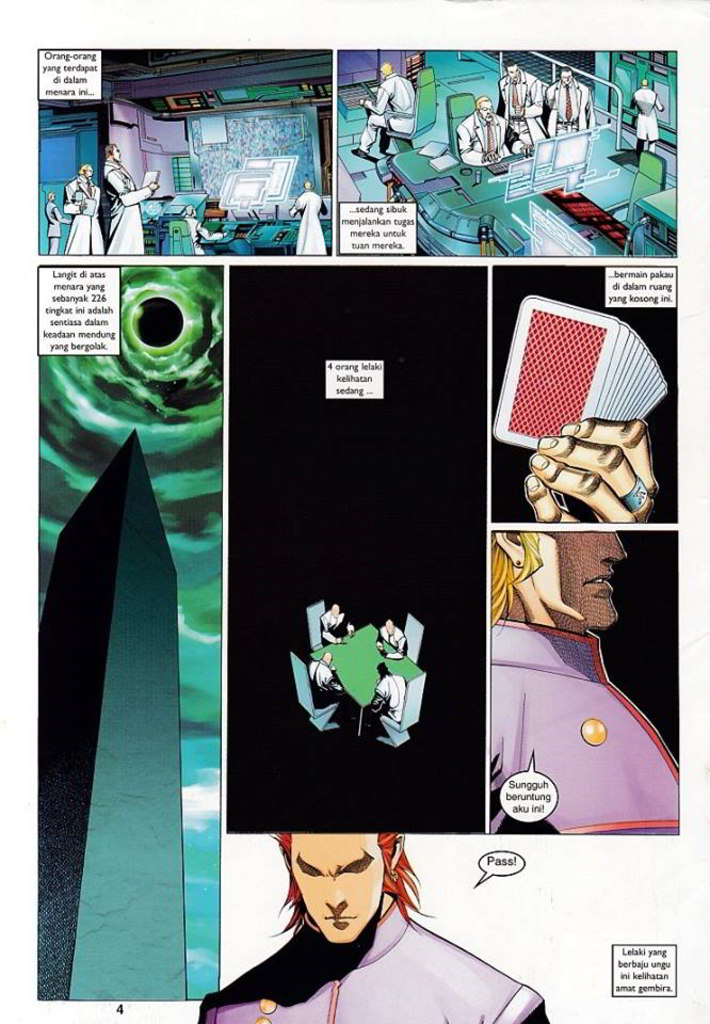 Orang-orang
yang terdapat
di dalam
menara ini...
...sedang sibuk
menjalankan tugas
mereka untuk
tuan mereka.
Langit di atas
menara yang
sebanyak 226
tingkat ini adalah
sentiasa dalam
keadaan mendung
yang bergolak.
4 orang lelaki
kelihatan
sedang ...
...bermain pakau
di dalam ruang
yang kosong ini.
Sungguh
beruntung
aku ini!
Pass!
Lelaki yang
berbaju ungu
ini kelihatan
amat gembira.
4